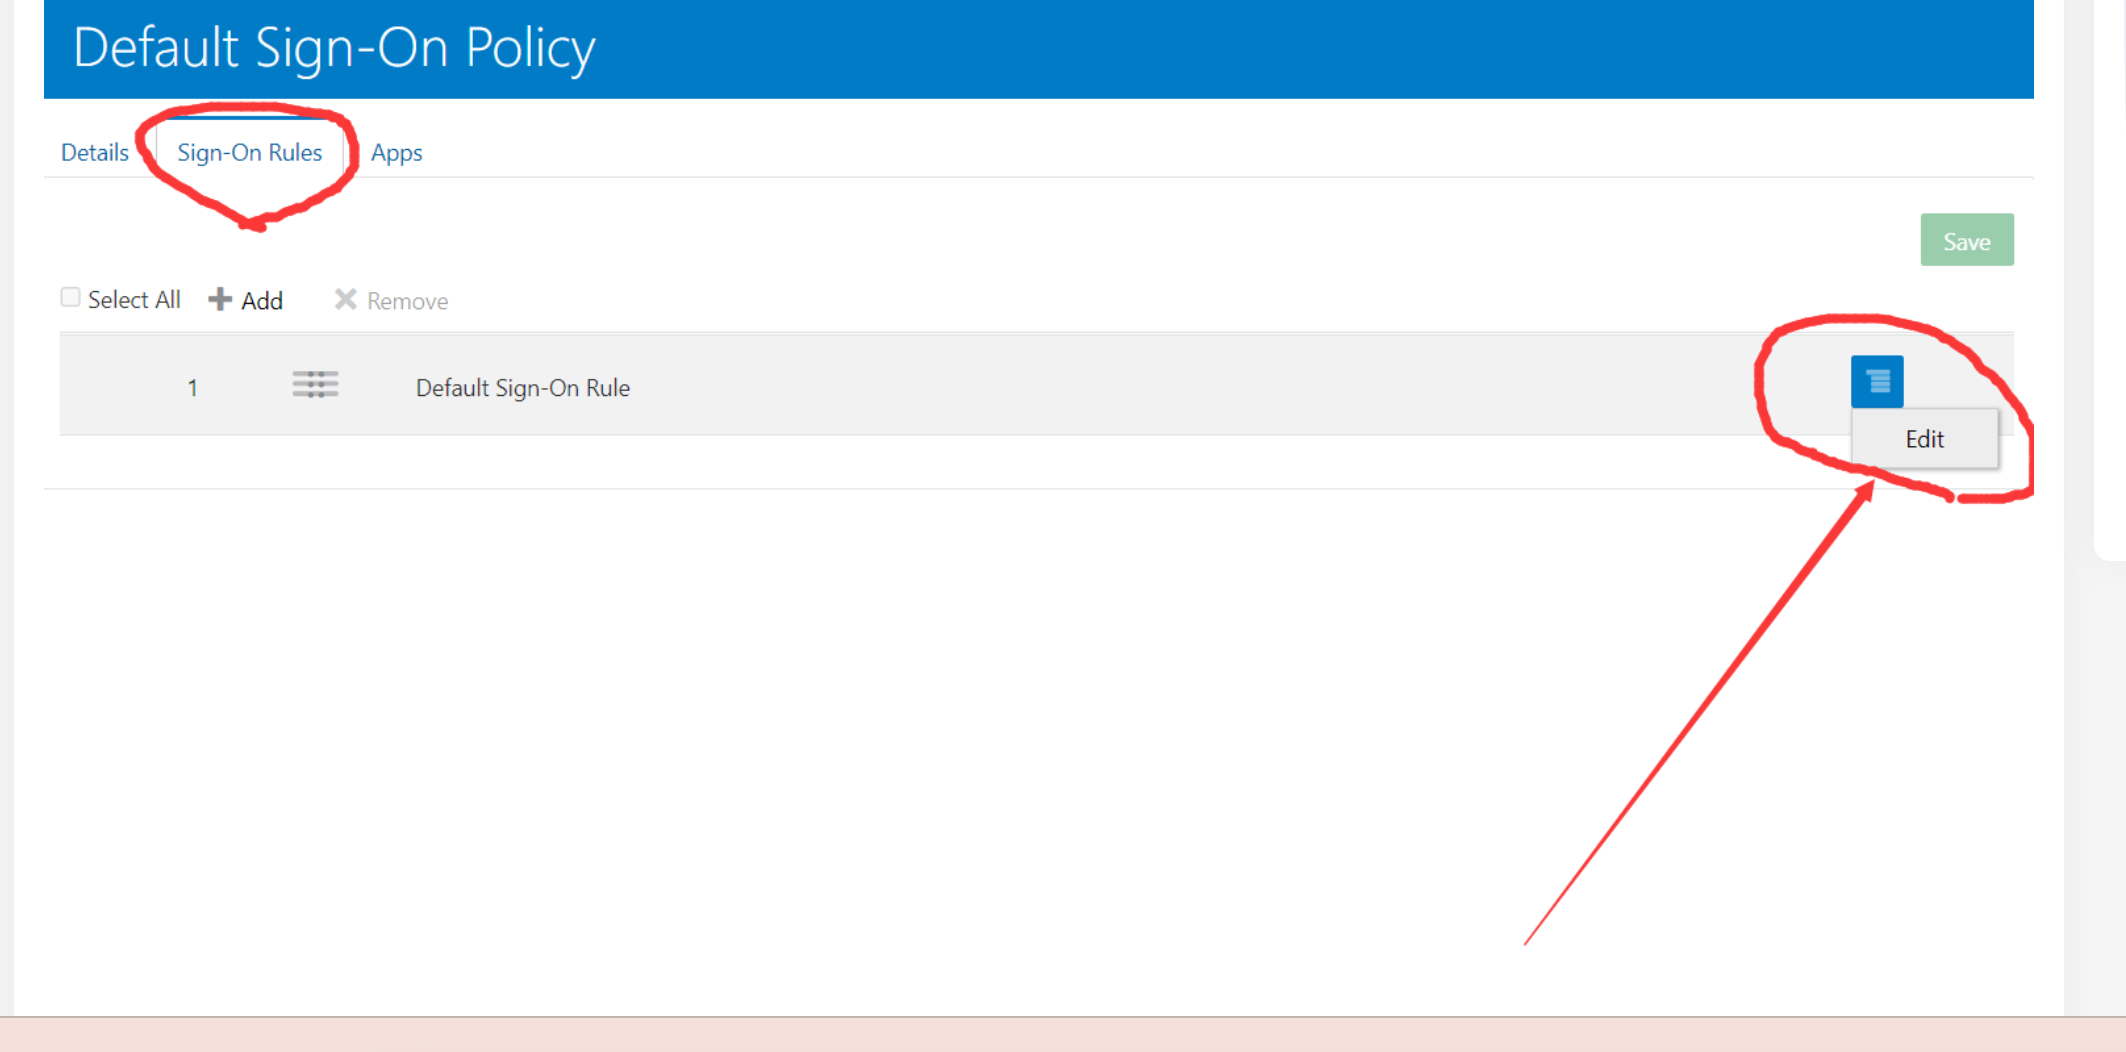 Default Sign-On Policy
Details Sign-On Rules Apps
Save
Select All Add Remove
1 Default Sign-On Rule
Edit